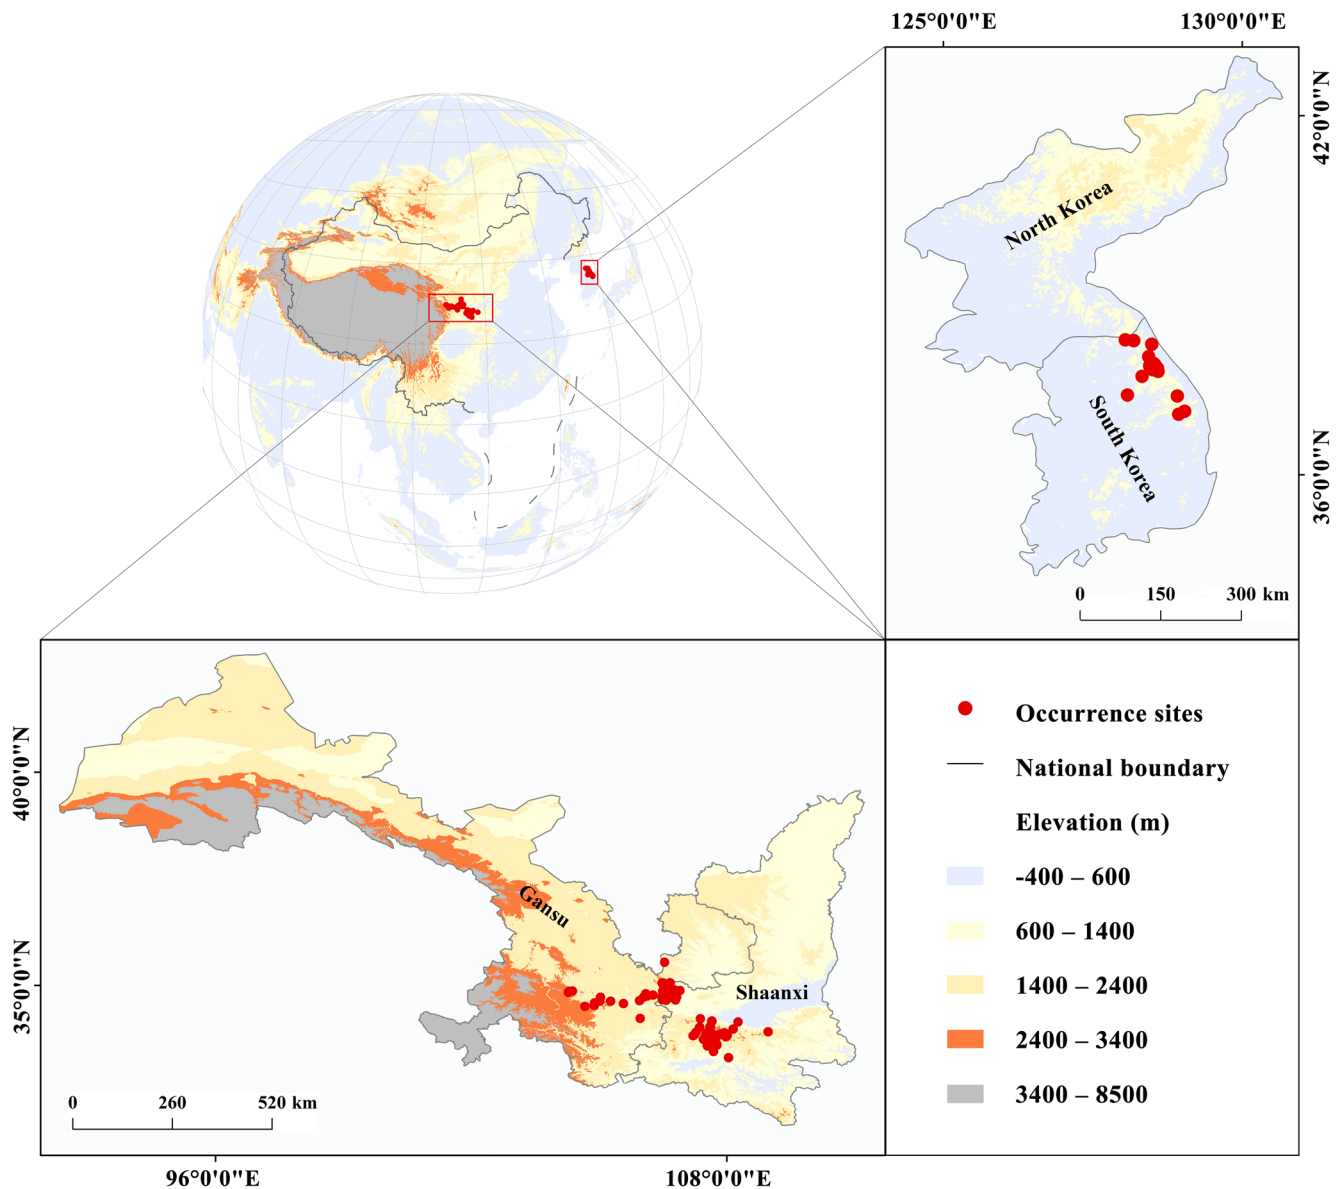 125°0'0"E
130°0'0"E
42°0'0"N
North Korea
South Korea
36°0'0"N
0 150 300 km
40°0'0"N
35°0'0"N
Gansu
Shaanxi
0 260 520 km
96°0'0"E
108°0'0"E
Occurrence sites
National boundary
Elevation (m)
-400 – 600
600 – 1400
1400 – 2400
2400 – 3400
3400 – 8500